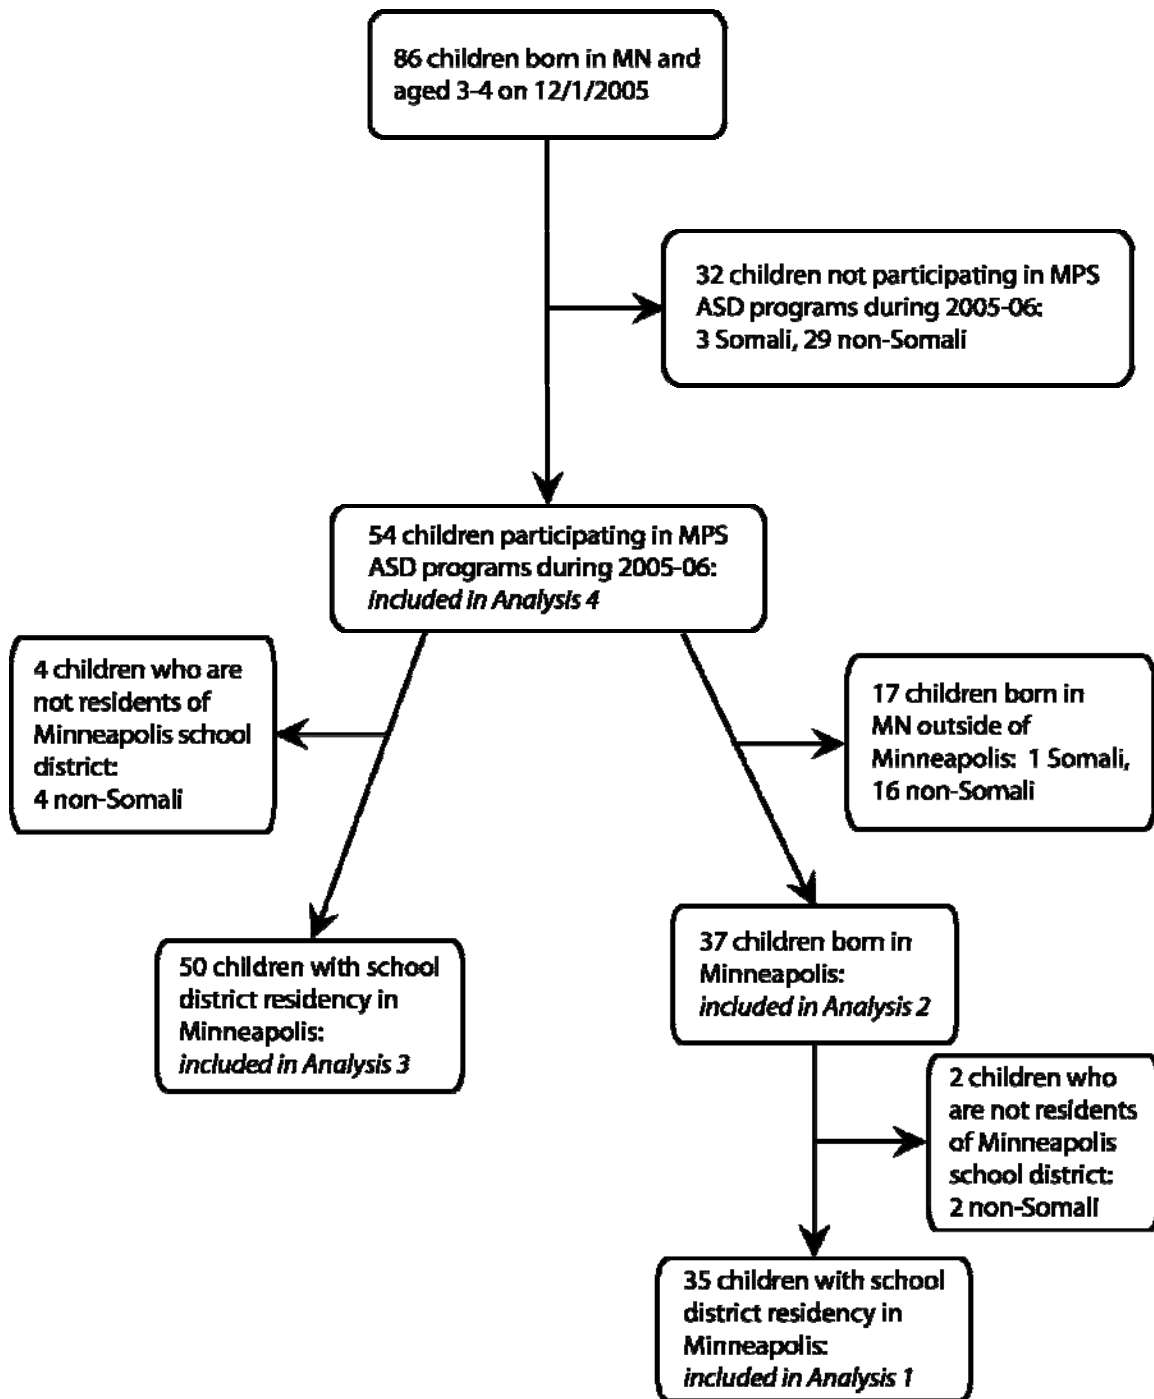 86 children born in MN and
aged 3-4 on 12/1/2005
32 children not participating in MPS
ASD programs during 2005-06:
3 Somali, 29 non-Somali
54 children participating in MPS
ASD programs during 2005-06:
included in Analysis 4
4 children who are
not residents of
Minneapolis school
district:
4 non-Somali
17 children born in
MN outside of
Minneapolis: 1 Somali,
16 non-Somali
50 children with school
district residency in
Minneapolis:
included in Analysis 3
37 children born in
Minneapolis:
included in Analysis 2
2 children who
are not residents
of Minneapolis
school district:
2 non-Somali
35 children with school
district residency in
Minneapolis:
included in Analysis 1